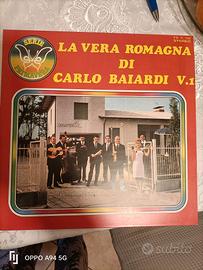 LA VERA ROMAGNA
DI
CARLO BAIARDI V.1
OPPO A94 5G
subito